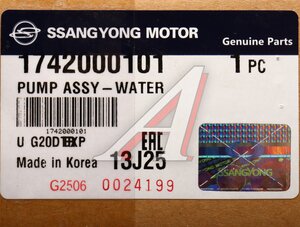 SSANGYONG MOTOR
Genuine Parts
1742000101
1 PC
PUMP ASSY-WATER
1742000101
U G20D
EAC
Made in Korea
13J25
G2506 0024199
SSANGYONG